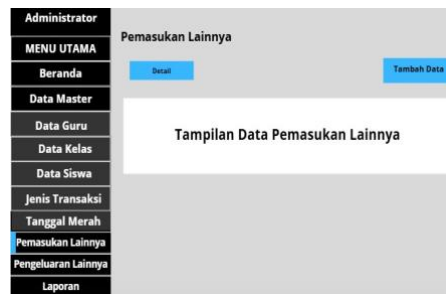 Administrator
MENU UTAMA
Beranda
Data Master
Data Guru
Data Kelas
Data Siswa
Jenis Transaksi
Tanggal Merah
Pemasukan Lainnya
Pengeluaran Lainnya
Laporan
Pemasukan Lainnya
Detail
Tambah Data
Tampilan Data Pemasukan Lainnya